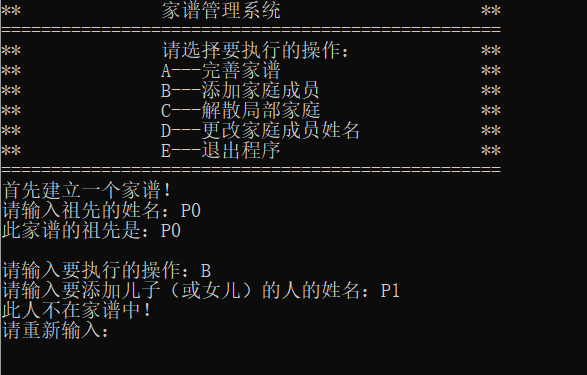 **              家谱管理系统                    **
==================================================
**              请选择要执行的操作：            **
**              A---完善家谱                    **
**              B---添加家庭成员                **
**              C---解散局部家庭                **
**              D---更改家庭成员姓名            **
**              E---退出程序                    **
==================================================
首先建立一个家谱！
请输入祖先的姓名：P0
此家谱的祖先是：P0

请输入要执行的操作：B
请输入要添加儿子（或女儿）的人的姓名：P1
此人不在家谱中！
请重新输入：